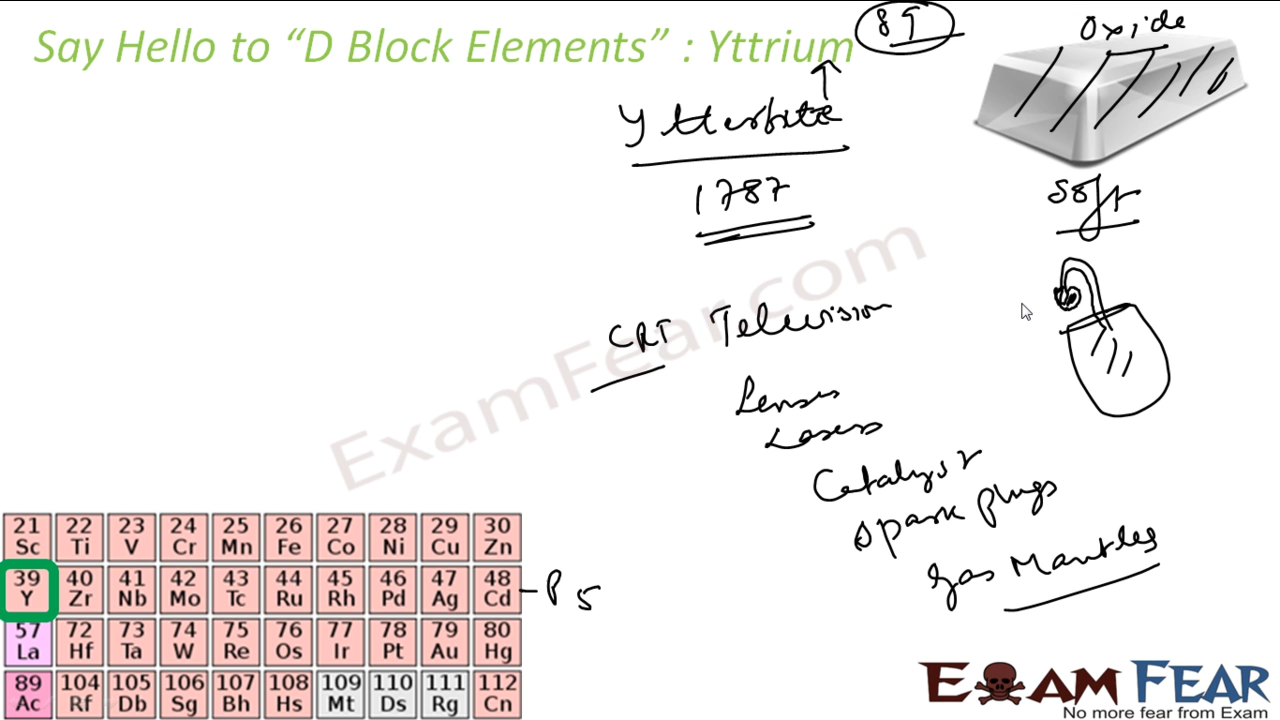 Say Hello to “D Block Elements” : Yttrium
Oxide
Ytterbite
1787
Soft
CRT Television
Lenses
Lasers
Catalyst
Spark plugs
Gas Mantles
ExamFear.com
21 22 23 24 25 26 27 28 29 30
Sc Ti V Cr Mn Fe Co Ni Cu Zn
39 40 41 42 43 44 45 46 47 48
Y Zr Nb Mo Tc Ru Rh Pd Ag Cd - P 5
57 72 73 74 75 76 77 78 79 80
La Hf Ta W Re Os Ir Pt Au Hg
89 104 105 106 107 108 109 110 111 112
Ac Rf Db Sg Bh Hs Mt Ds Rg Cn
EXAM FEAR
No more fear from Exam